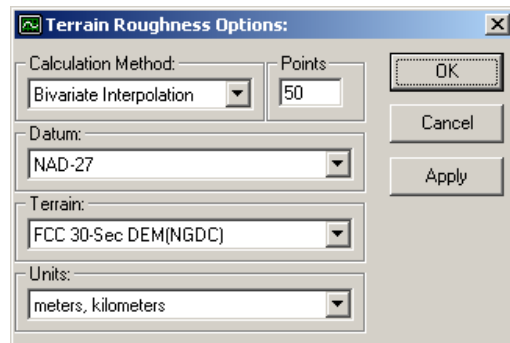 Terrain Roughness Options:
Calculation Method:
Points
Bivariate Interpolation
50
Datum:
NAD-27
Terrain:
FCC 30-Sec DEM(NGDC)
Units:
meters, kilometers
OK
Cancel
Apply